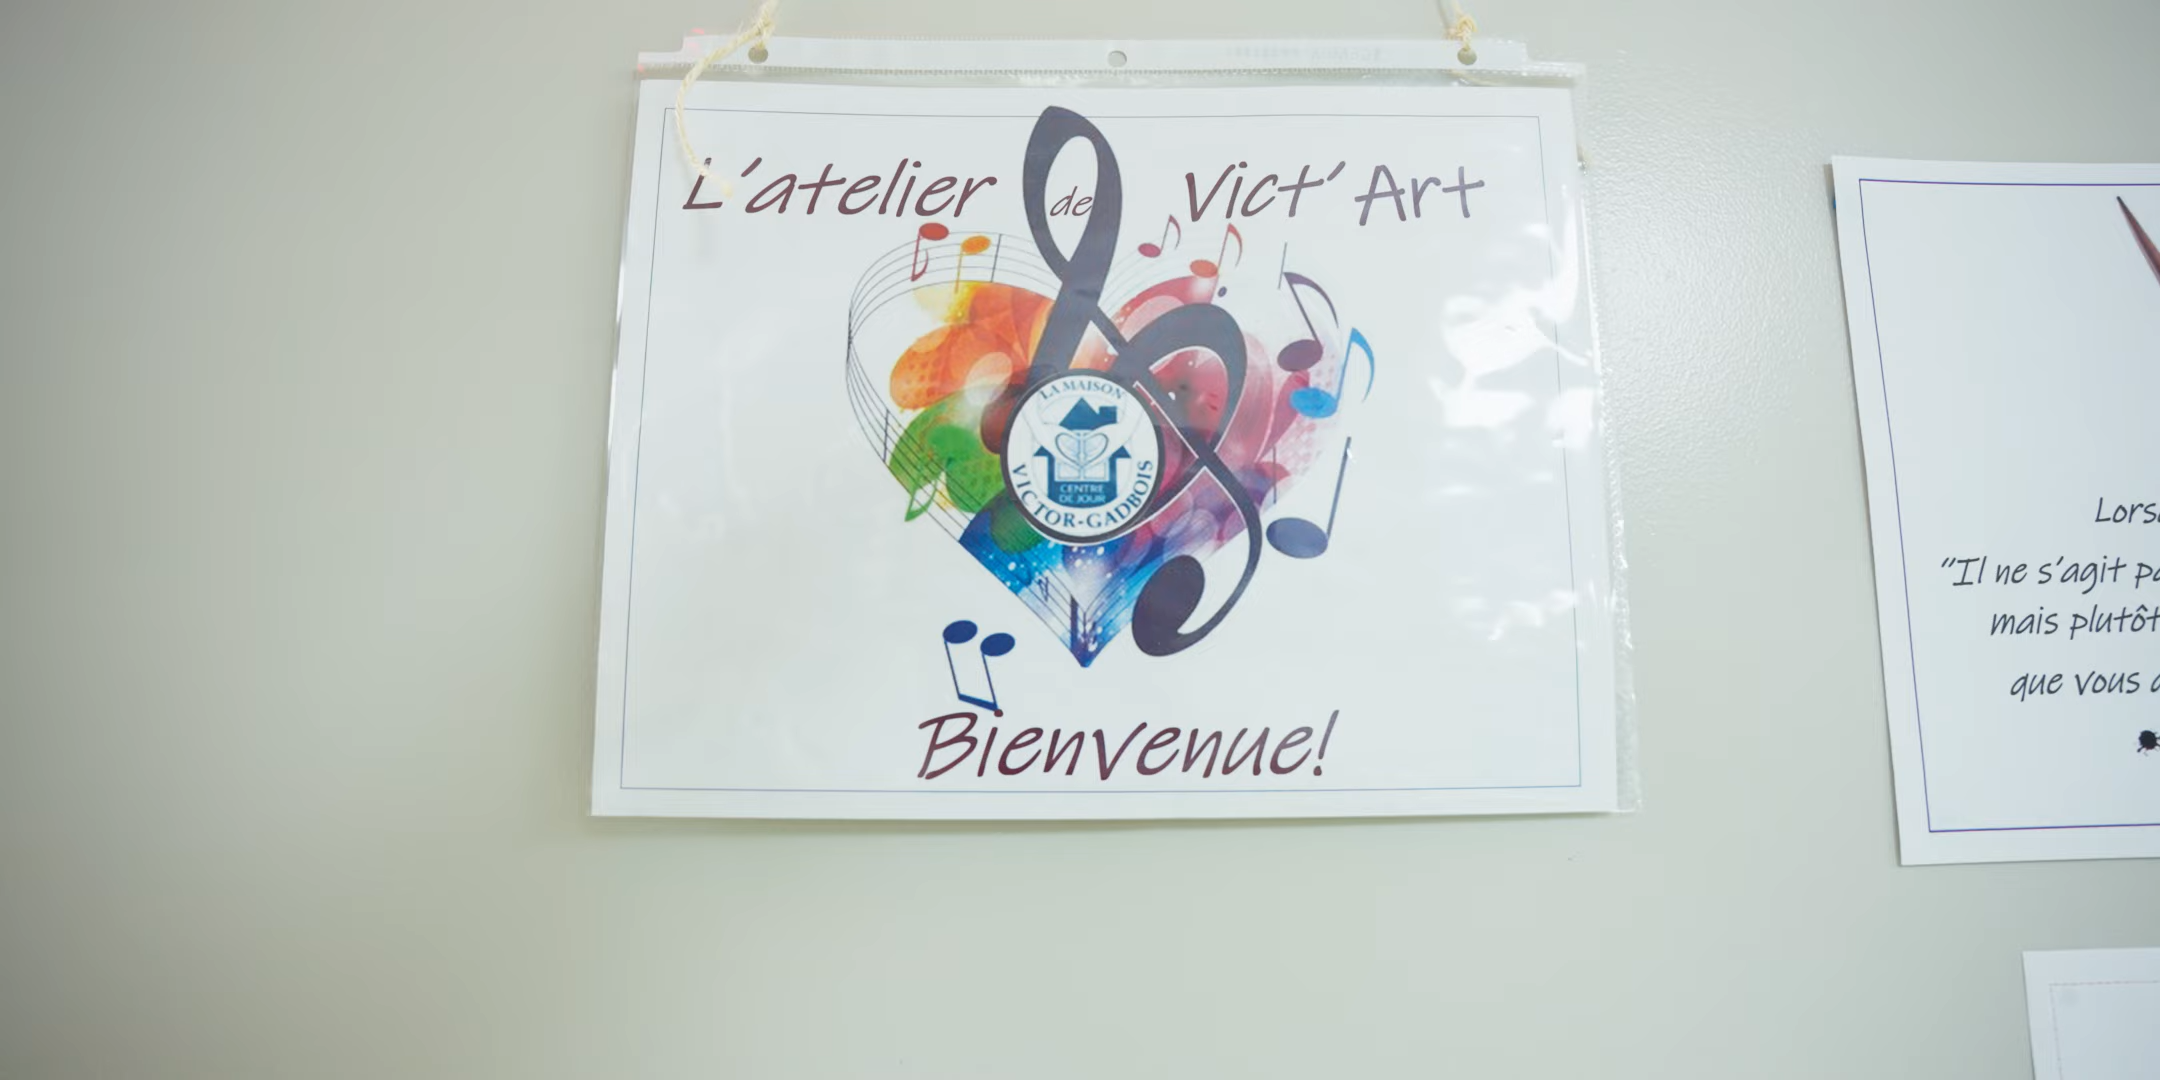 L'atelier de Vict'Art
LA MAISON
CENTRE
DE JOUR
VICTOR-GADBOIS
Bienvenue!
"Il ne s'agit
mais plutôt
que vous